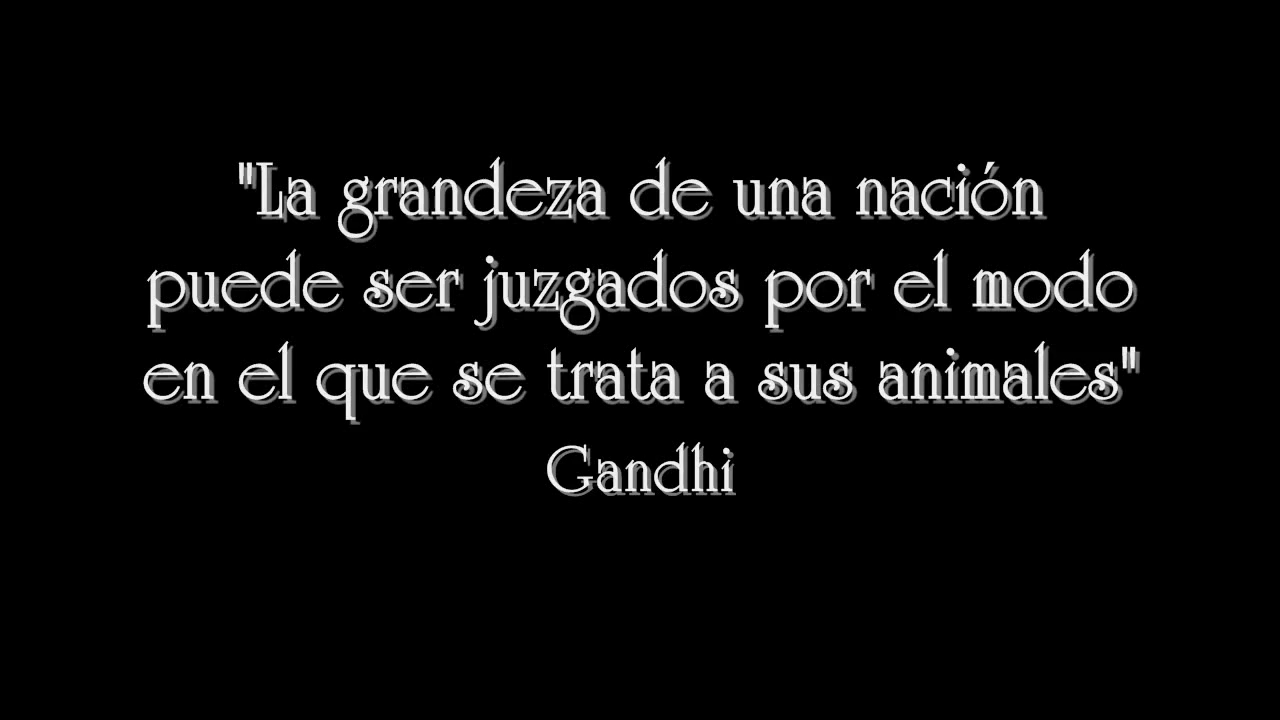 "La grandeza de una nación
puede ser juzgados por el modo
en el que se trata a sus animales"
Gandhi